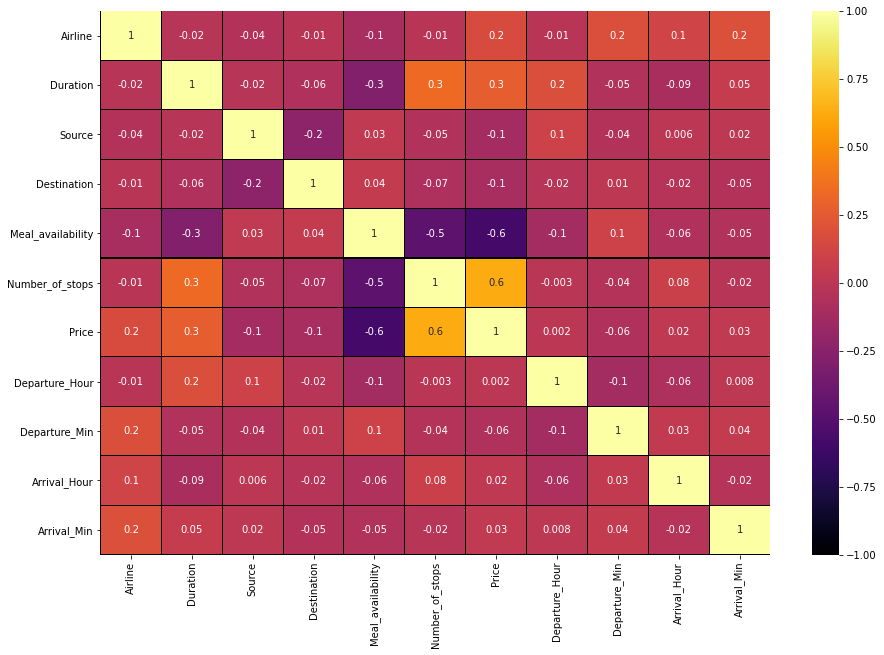 Airline 1 -0.02 -0.04 -0.01 -0.1 -0.01 0.2 -0.01 0.2 0.1 0.2
Duration -0.02 1 -0.02 -0.06 -0.3 0.3 0.3 0.2 -0.05 -0.09 0.05
Source -0.04 -0.02 1 -0.2 0.03 -0.05 -0.1 0.1 -0.04 0.006 0.02
Destination -0.01 -0.06 -0.2 1 0.04 -0.07 -0.1 -0.02 0.01 -0.02 -0.05
Meal_availability -0.1 -0.3 0.03 0.04 1 -0.5 -0.6 -0.1 0.1 -0.06 -0.05
Number_of_stops -0.01 0.3 -0.05 -0.07 -0.5 1 0.6 -0.003 -0.04 0.08 -0.02
Price 0.2 0.3 -0.1 -0.1 -0.6 0.6 1 0.002 -0.06 0.02 0.03
Departure_Hour -0.01 0.2 0.1 -0.02 -0.1 -0.003 0.002 1 -0.1 -0.06 0.008
Departure_Min 0.2 -0.05 -0.04 0.01 0.1 -0.04 -0.06 -0.1 1 0.03 0.04
Arrival_Hour 0.1 -0.09 0.006 -0.02 -0.06 0.08 0.02 -0.06 0.03 1 -0.02
Arrival_Min 0.2 0.05 0.02 -0.05 -0.05 -0.02 0.03 0.008 0.04 -0.02 1
Airline
Duration
Source
Destination
Meal_availability
Number_of_stops
Price
Departure_Hour
Departure_Min
Arrival_Hour
Arrival_Min
1.00
0.75
0.50
0.25
0.00
−0.25
−0.50
−0.75
−1.00